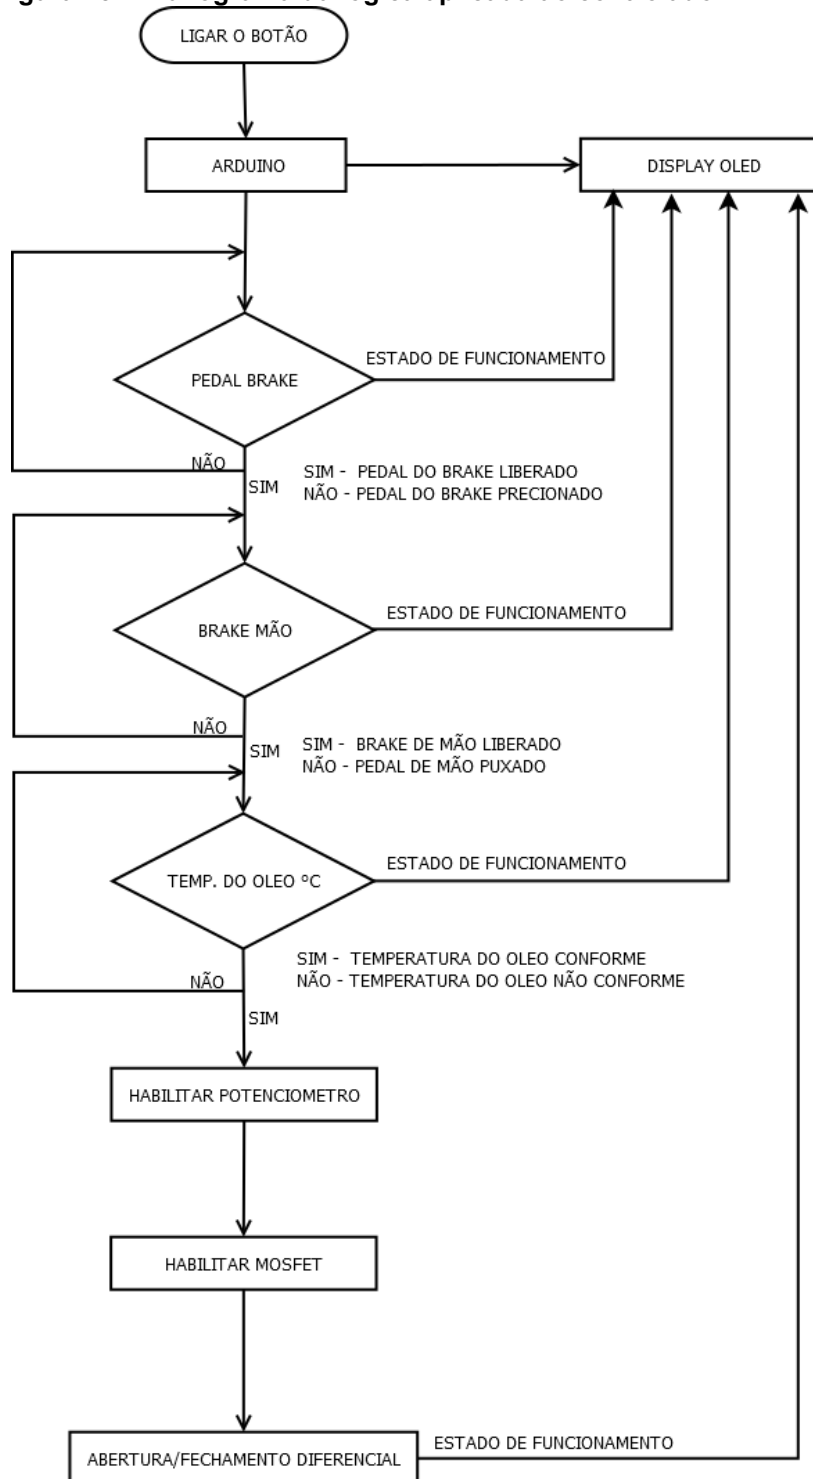 LIGAR O BOTÃO
ARDUINO
DISPLAY OLED
ESTADO DE FUNCIONAMENTO
PEDAL BRAKE
NÃO
SIM
SIM - PEDAL DO BRAKE LIBERADO
NÃO - PEDAL DO BRAKE PRECIONADO
ESTADO DE FUNCIONAMENTO
BRAKE MÃO
NÃO
SIM
SIM - BRAKE DE MÃO LIBERADO
NÃO - PEDAL DE MÃO PUXADO
ESTADO DE FUNCIONAMENTO
TEMP. DO OLEO ºC
SIM - TEMPERATURA DO OLEO CONFORME
NÃO - TEMPERATURA DO OLEO NÃO CONFORME
NÃO
SIM
HABILITAR POTENCIOMETRO
HABILITAR MOSFET
ESTADO DE FUNCIONAMENTO
ABERTURA/FECHAMENTO DIFERENCIAL